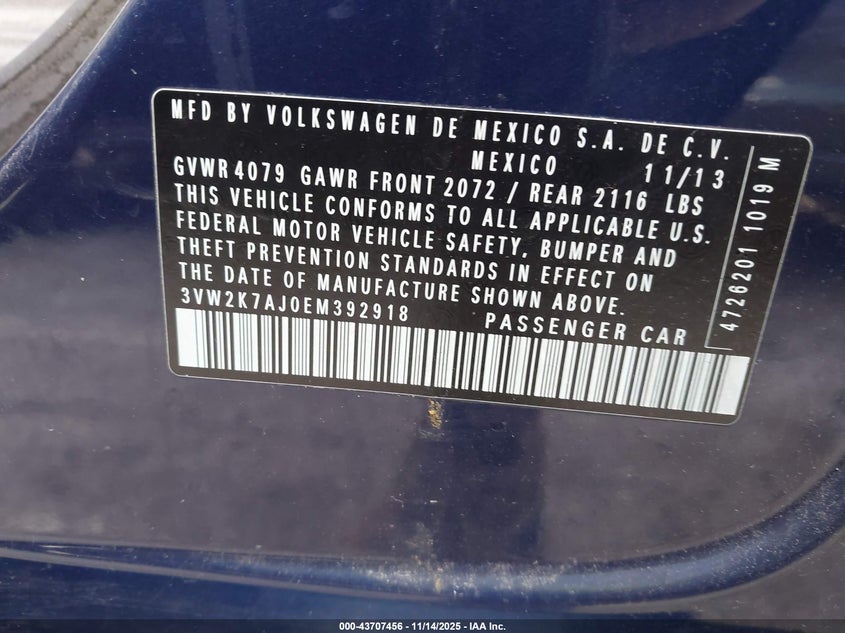 MFD BY VOLKSWAGEN DE MEXICO S.A. DE C.V.
MEXICO 11/13
GVWR 4079 GAWR FRONT 2072 / REAR 2116 LBS
THIS VEHICLE CONFORMS TO ALL APPLICABLE U.S.
FEDERAL MOTOR VEHICLE SAFETY, BUMPER AND
THEFT PREVENTION STANDARDS IN EFFECT ON
THE DATE OF MANUFACTURE SHOWN ABOVE.
3VW2K7AJ0EM392918 PASSENGER CAR
4726201 1019 M
000-43707456 - 11/14/2025 - IAA Inc.